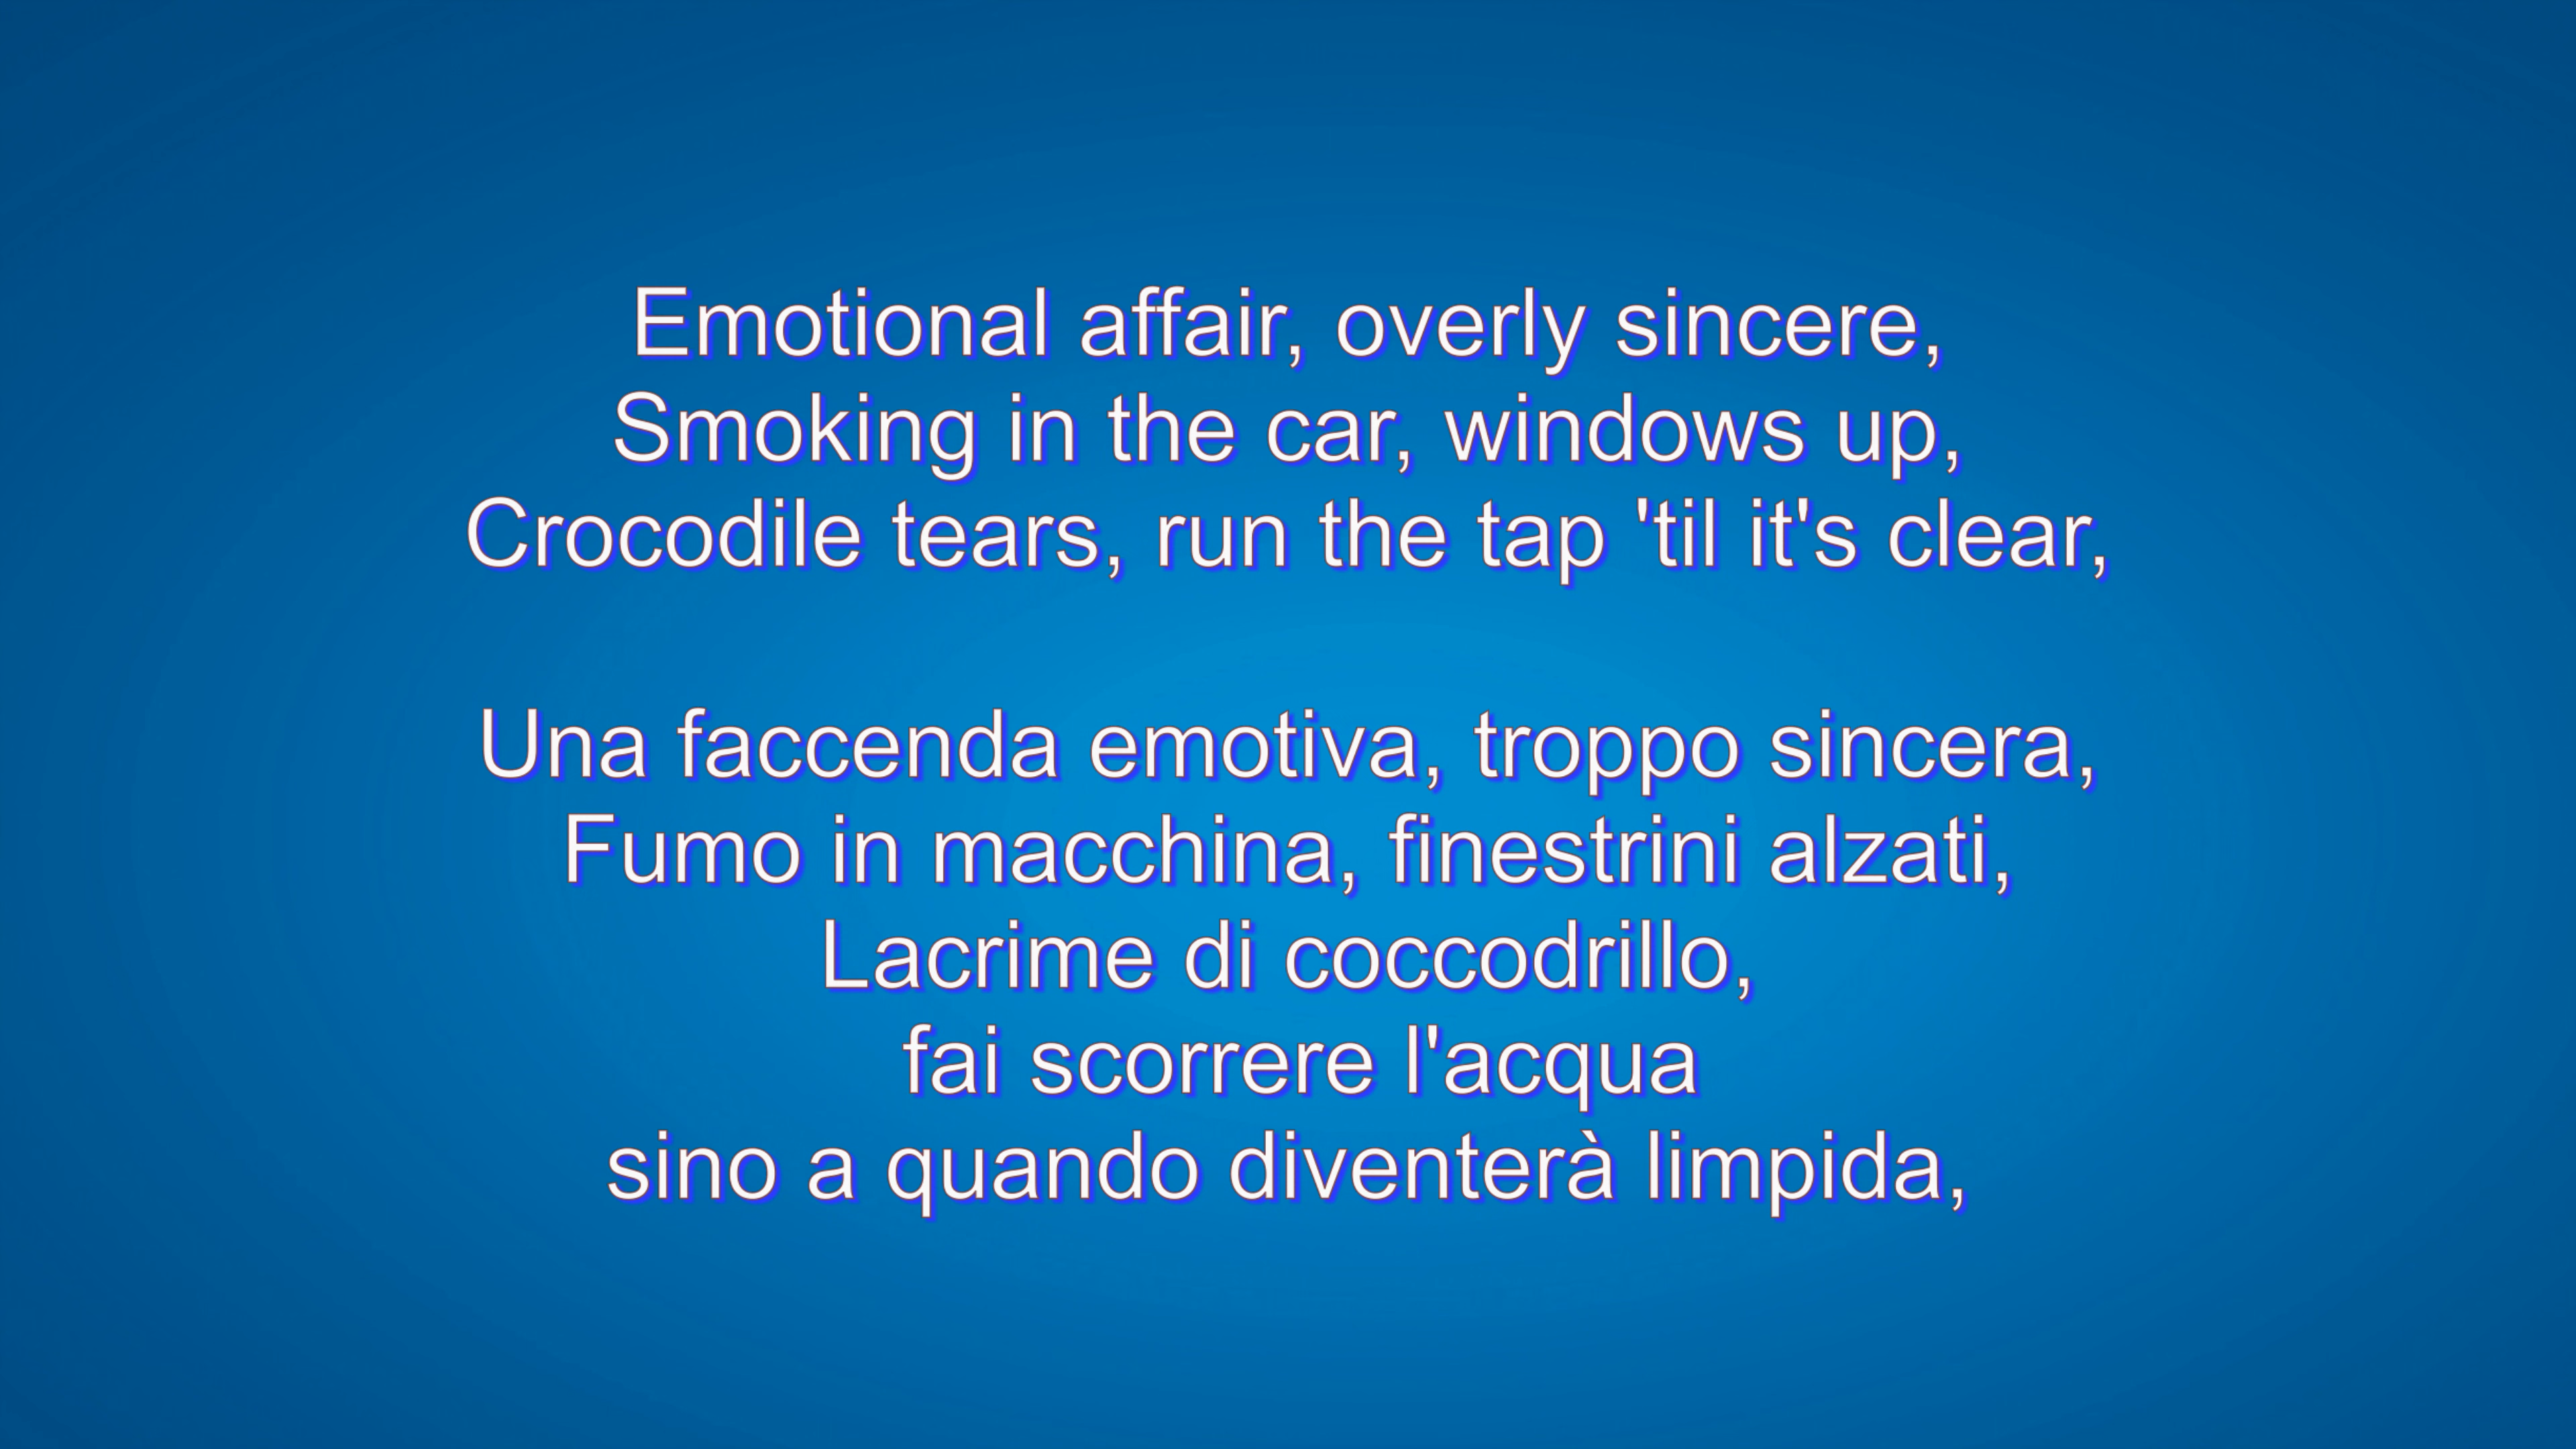 Emotional affair, overly sincere,
Smoking in the car, windows up,
Crocodile tears, run the tap 'til it's clear,
Una faccenda emotiva, troppo sincera,
Fumo in macchina, finestrini alzati,
Lacrime di coccodrillo,
fai scorrere l'acqua
sino a quando diventerà limpida,